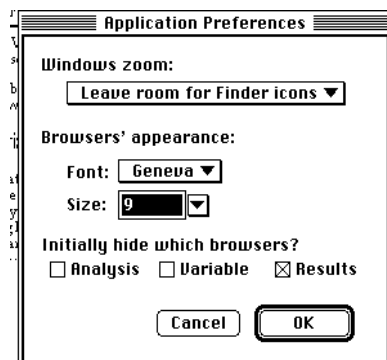 Application Preferences
Windows zoom:
Leave room for Finder icons
Browsers' appearance:
Font: Geneva
Size: 9
Initially hide which browsers?
Analysis Variable Results
Cancel OK